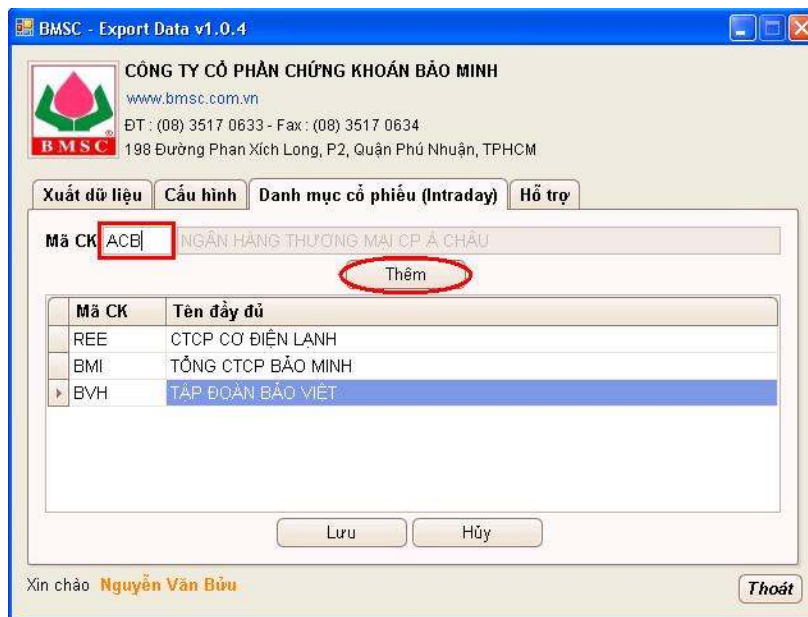 BMSC - Export Data v1.0.4
CÔNG TY CỔ PHẦN CHỨNG KHOÁN BẢO MINH
www.bmsc.com.vn
ĐT : (08) 3517 0633 - Fax : (08) 3517 0634
BMSC ®
198 Đường Phan Xích Long, P2, Quận Phú Nhuận, TPHCM
Xuất dữ liệu Cấu hình Danh mục cổ phiếu (Intraday) Hỗ trợ
Mã CK ACB NGÂN HÀNG THƯƠNG MẠI CP Á CHÂU
Thêm
Mã CK Tên đầy đủ
REE CTCP CƠ ĐIỆN LẠNH
BMI TỔNG CTCP BẢO MINH
BVH TẬP ĐOÀN BẢO VIỆT
Lưu Hủy
Xin chào Nguyễn Văn Bửu Thoát